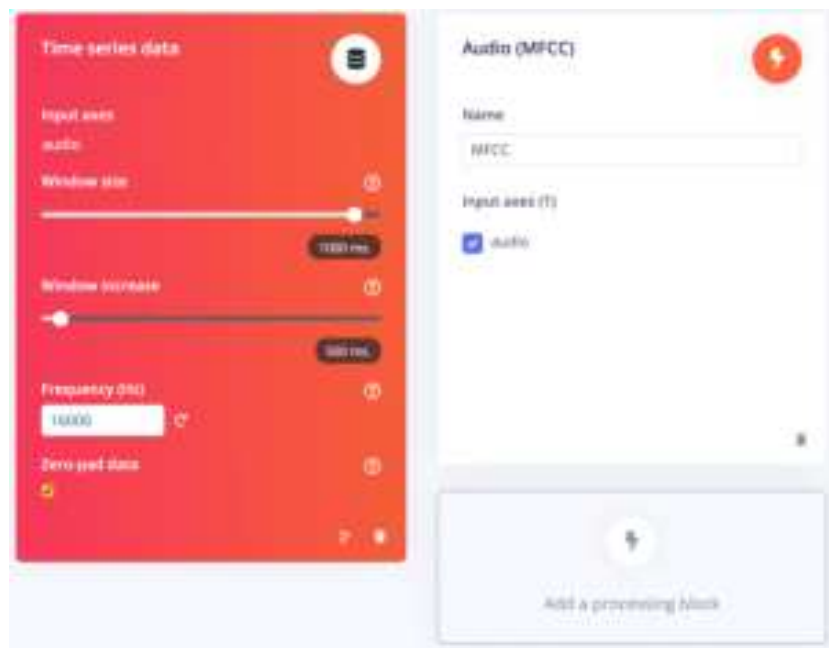 Time series data
Input axes
audio
Window size
1000 ms.
Window increase
500 ms.
Frequency (Hz)
16000
Zero-pad data
Audio (MFCC)
Name
MFCC
Input axes (1)
audio
Add a processing block